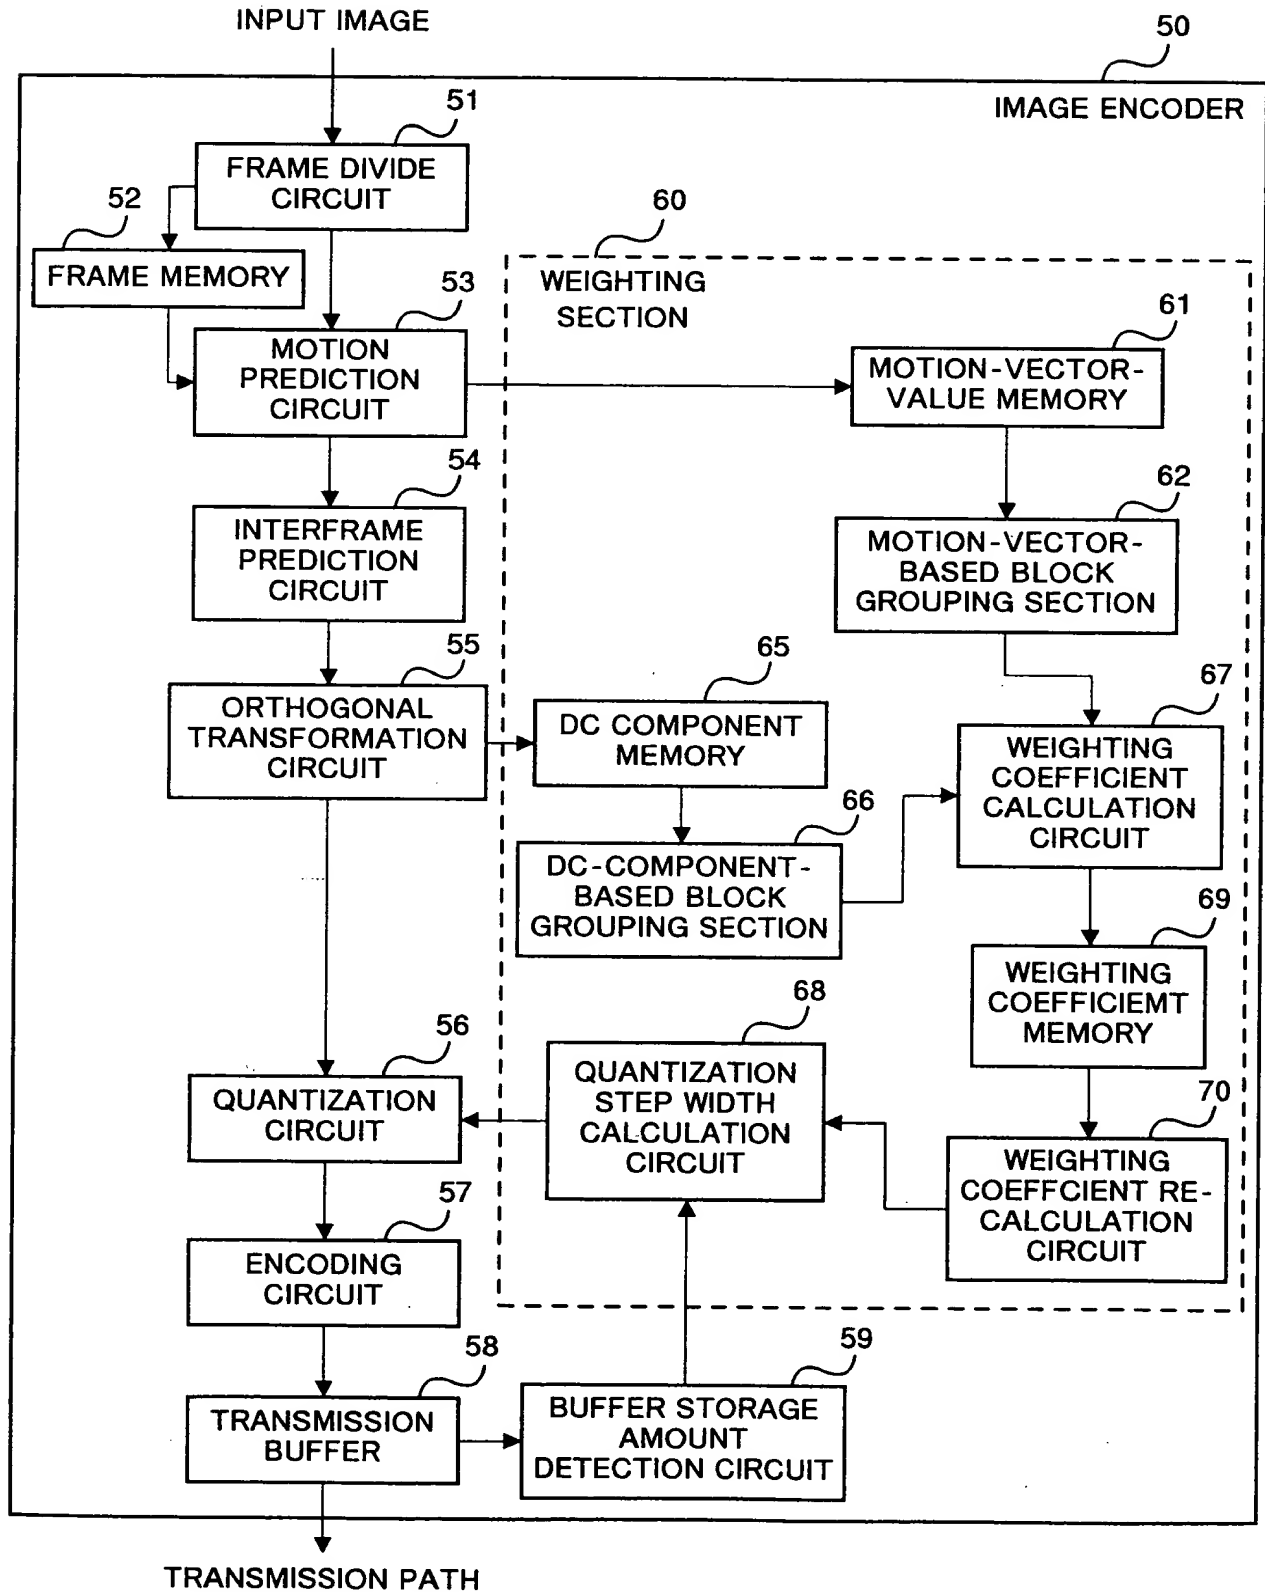 INPUT IMAGE
50
IMAGE ENCODER
51
FRAME DIVIDE
CIRCUIT
52
FRAME MEMORY
53
MOTION
PREDICTION
CIRCUIT
54
INTERFRAME
PREDICTION
CIRCUIT
55
ORTHOGONAL
TRANSFORMATION
CIRCUIT
56
QUANTIZATION
CIRCUIT
57
ENCODING
CIRCUIT
58
TRANSMISSION
BUFFER
59
BUFFER STORAGE
AMOUNT
DETECTION CIRCUIT
60
WEIGHTING
SECTION
61
MOTION-VECTOR-
VALUE MEMORY
62
MOTION-VECTOR-
BASED BLOCK
GROUPING SECTION
65
DC COMPONENT
MEMORY
66
DC-COMPONENT-
BASED BLOCK
GROUPING SECTION
67
WEIGHTING
COEFFICIENT
CALCULATION
CIRCUIT
68
QUANTIZATION
STEP WIDTH
CALCULATION
CIRCUIT
69
WEIGHTING
COEFFICIEMT
MEMORY
70
WEIGHTING
COEFFCIENT RE-
CALCULATION
CIRCUIT
TRANSMISSION PATH